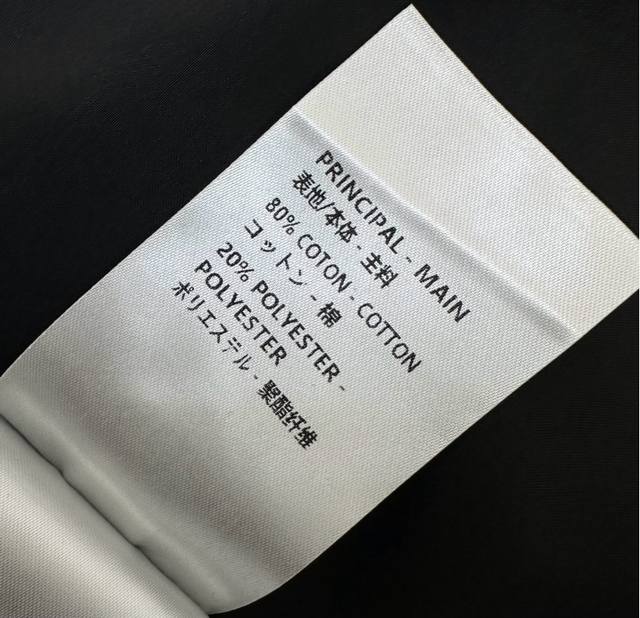 PRINCIPAL - MAIN
表地/本体 - 主料
80% COTON - COTTON
コットン - 棉
20% POLYESTER -
POLYESTER
ポリエステル - 聚酯纤维